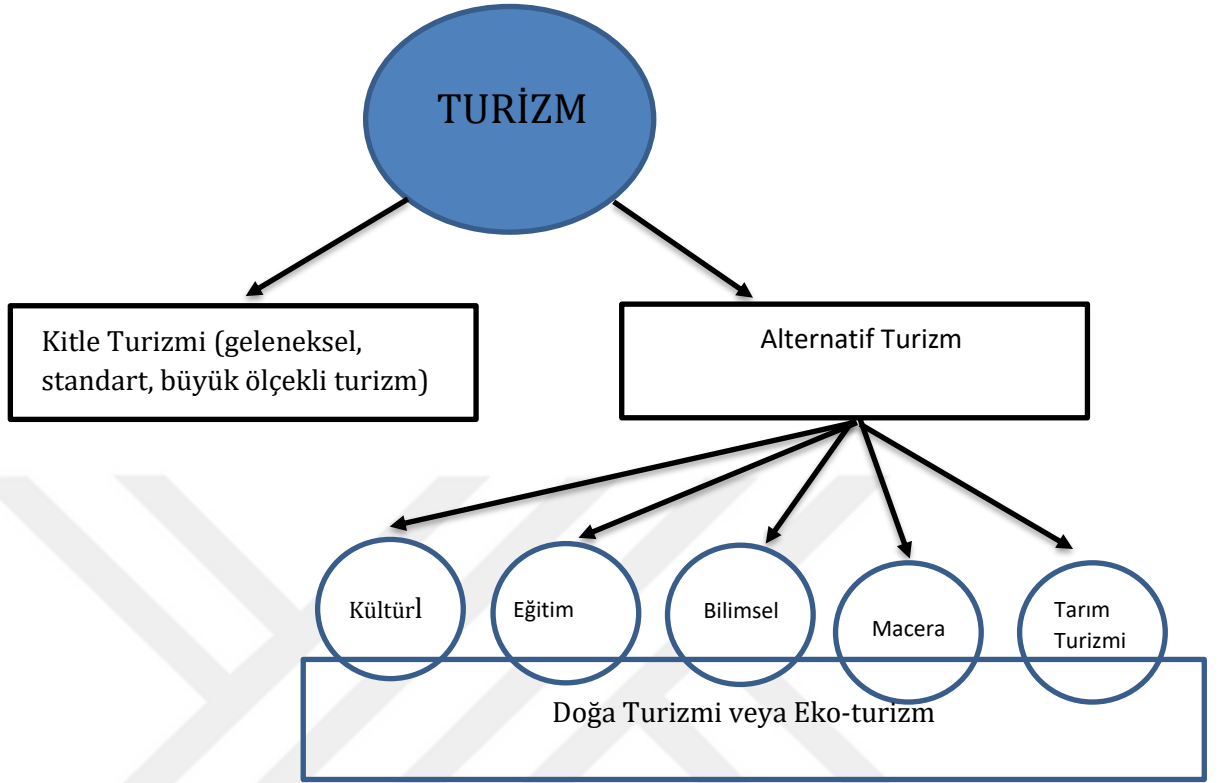 TURİZM
Kitle Turizmi (geleneksel,
standart, büyük ölçekli turizm)
Alternatif Turizm
Kültürl
Eğitim
Bilimsel
Macera
Tarım
Turizmi
Doğa Turizmi veya Eko-turizm